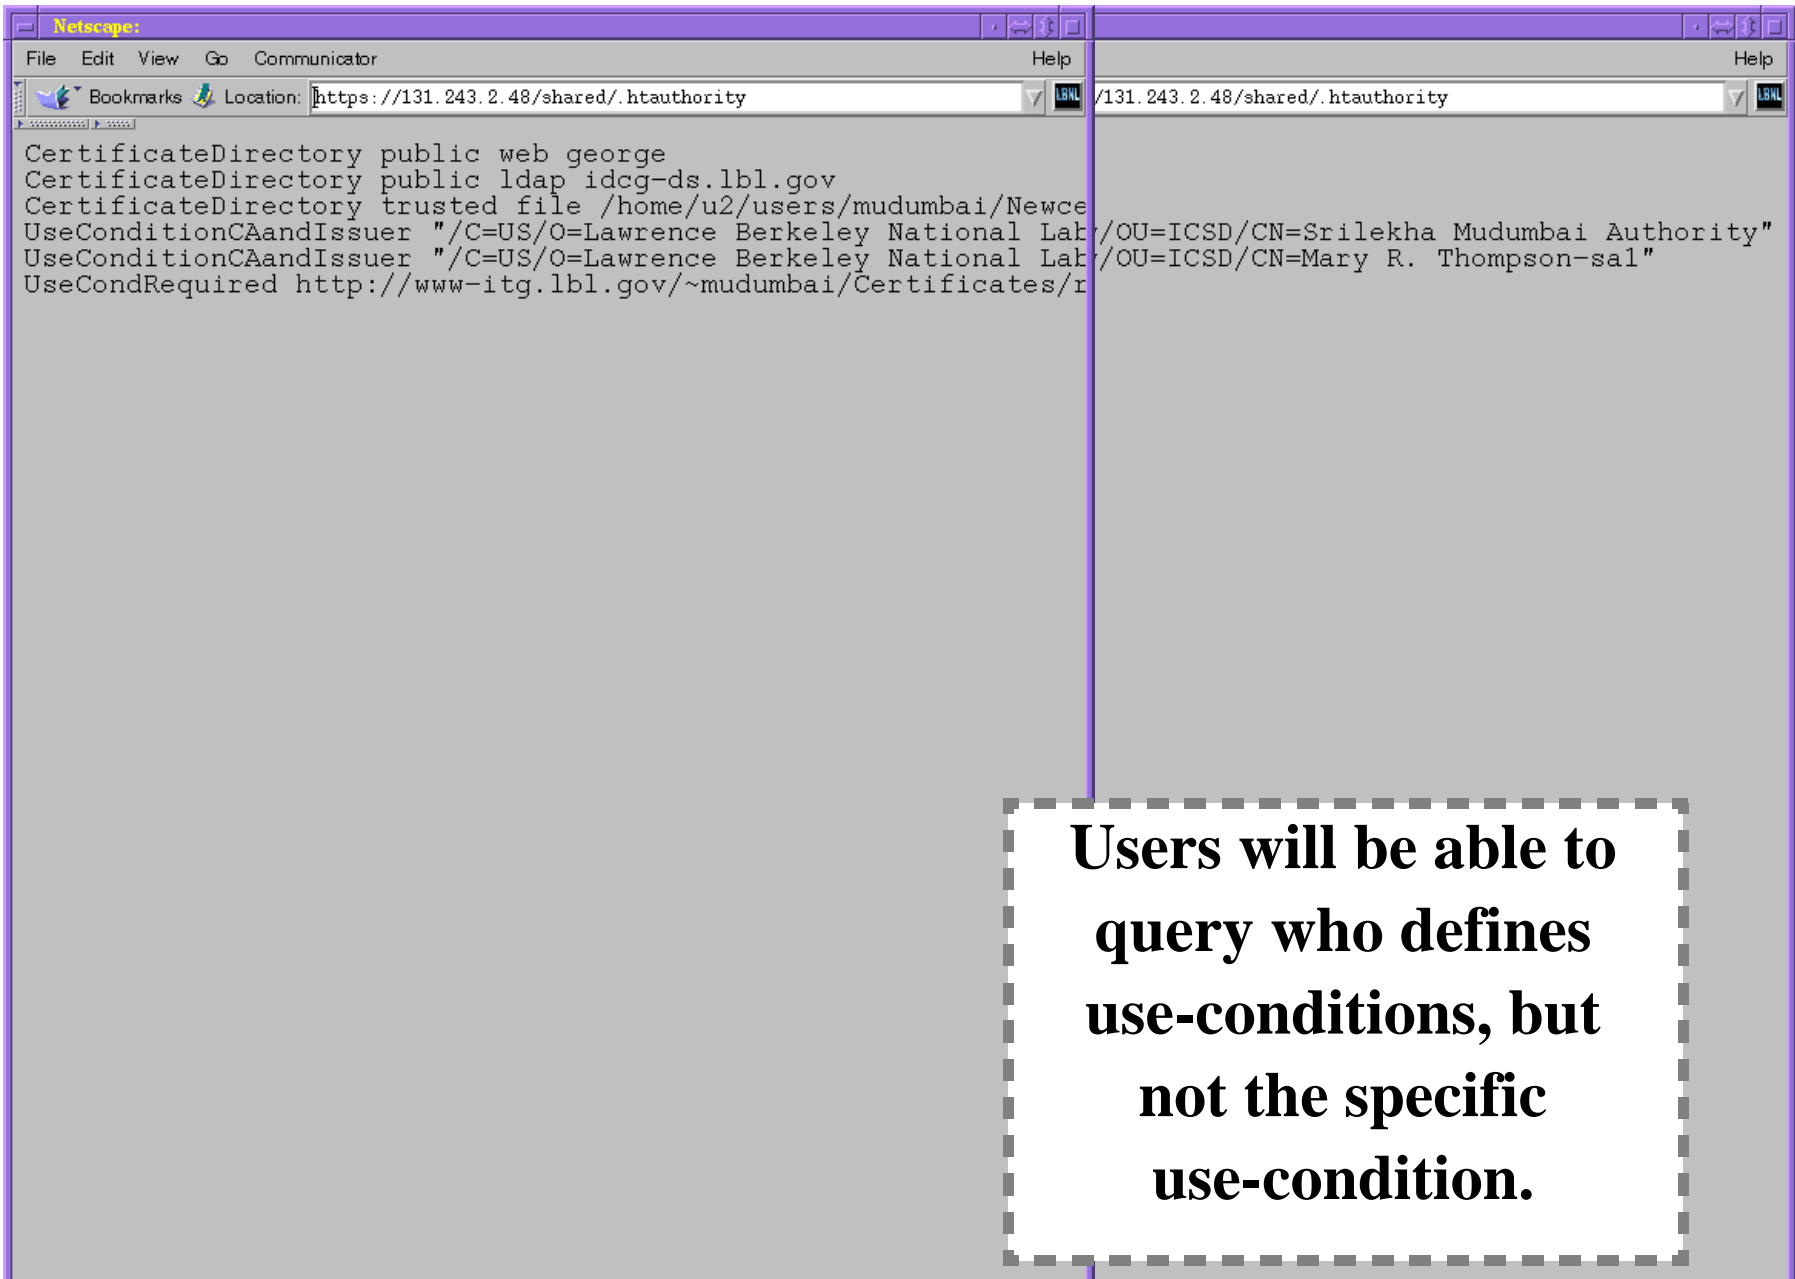 Netscape:
File Edit View Go Communicator Help
Help
Bookmarks Location: https://131.243.2.48/shared/.htauthority LBNL
/131.243.2.48/shared/.htauthority LBNL
CertificateDirectory public web george
CertificateDirectory public ldap idcg-ds.lbl.gov
CertificateDirectory trusted file /home/u2/users/mudumbai/Newce
UseConditionCAandIssuer "/C=US/O=Lawrence Berkeley National Lab/OU=ICSD/CN=Srilekha Mudumbai Authority"
UseConditionCAandIssuer "/C=US/O=Lawrence Berkeley National Lab/OU=ICSD/CN=Mary R. Thompson-sa1"
UseCondRequired http://www-itg.lbl.gov/~mudumbai/Certificates/r
Users will be able to
query who defines
use-conditions, but
not the specific
use-condition.